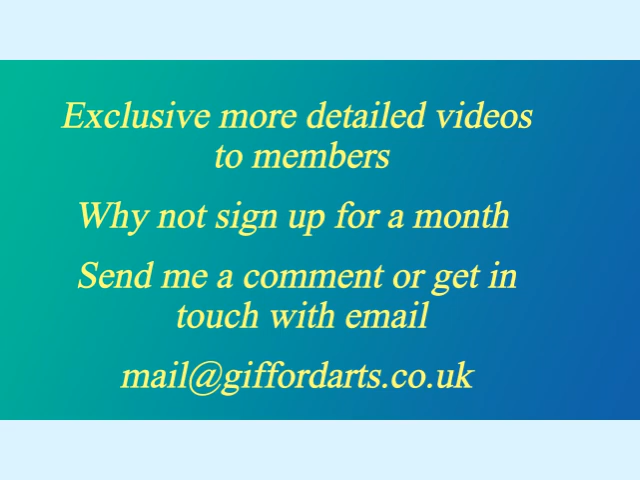 Exclusive more detailed videos
to members
Why not sign up for a month
Send me a comment or get in
touch with email
mail@giffordarts.co.uk